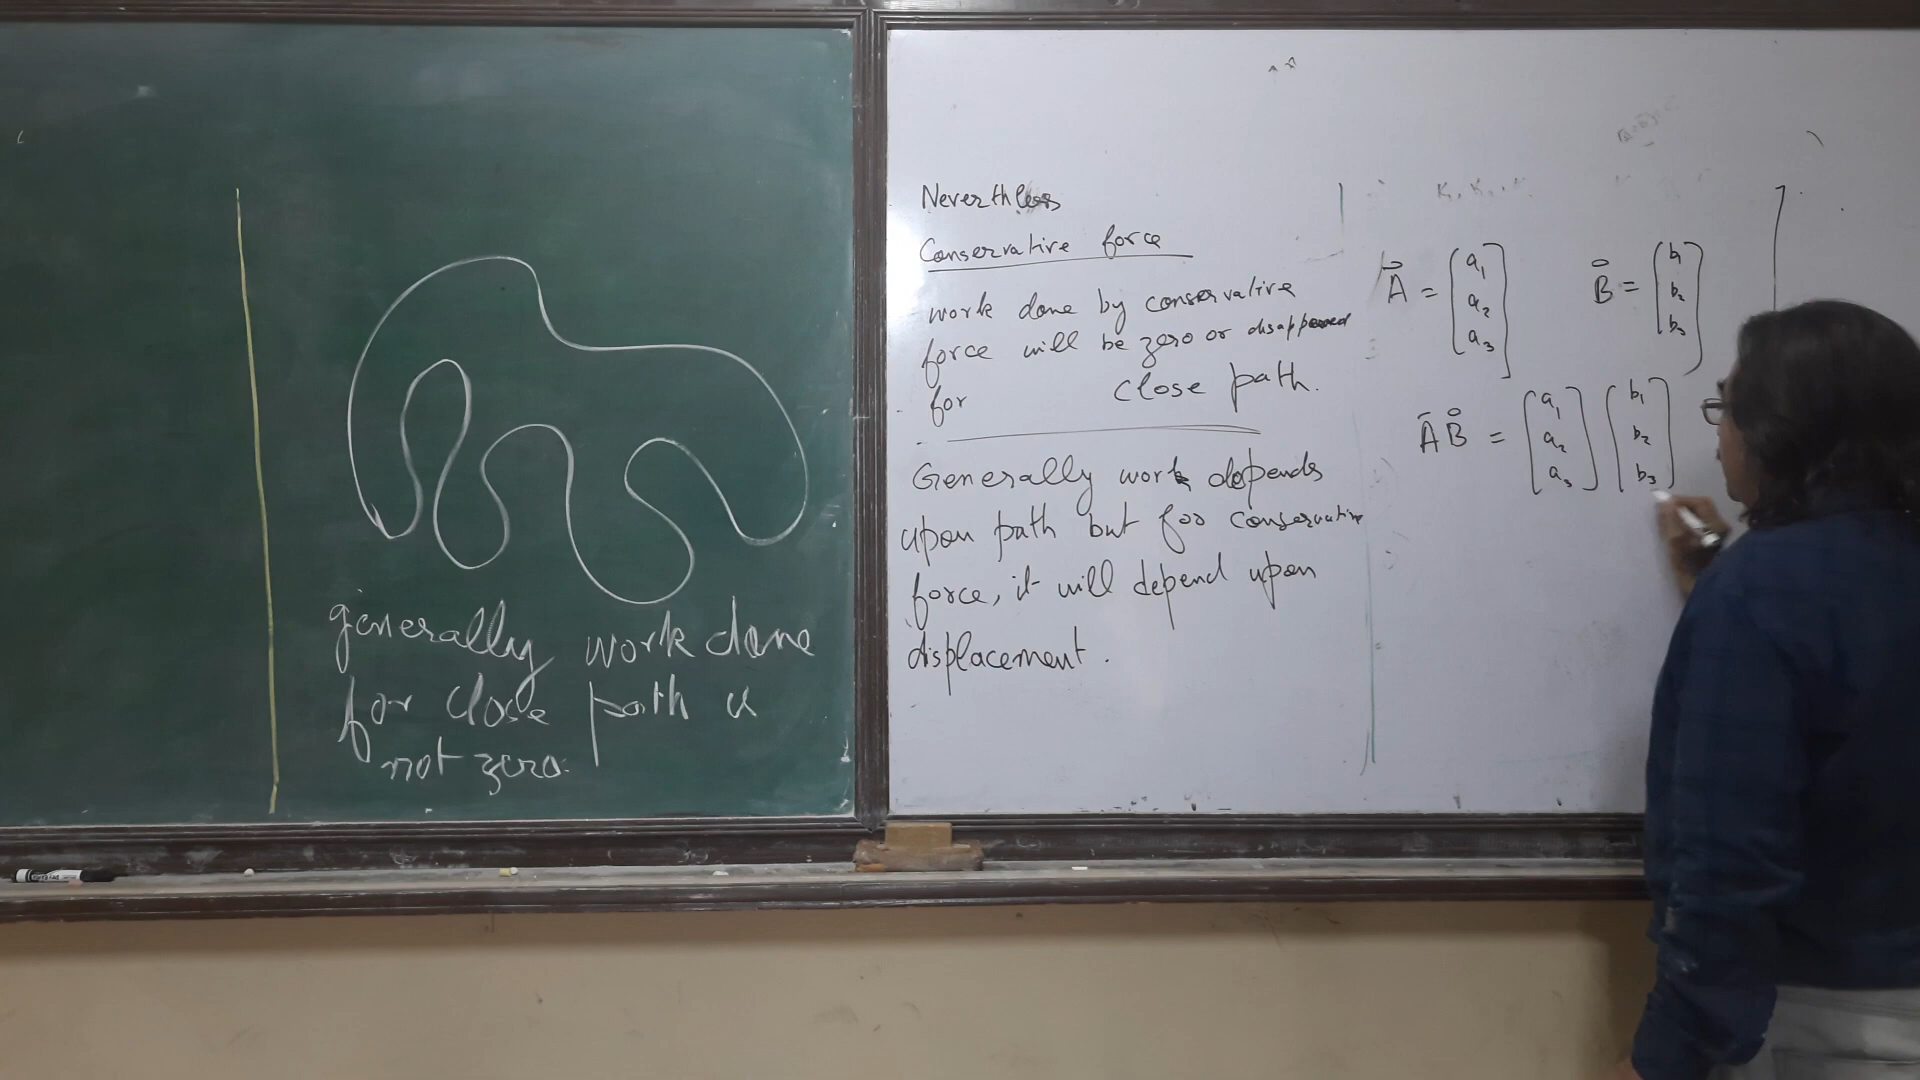 generally work done
for close path is
not zero.
Nevertheless
Conservative force
work done by conservative
force will be zero or disappeared
for close path.
Generally work depends
upon path but for conservative
force, it will depend upon
displacement.
K₁, K₂,
A⃗ = [a₁ a₂ a₃] B⃗ = [b₁ b₂ b₃]
A⃗ B⃗ = [a₁ a₂ a₃] [b₁ b₂ b₃]